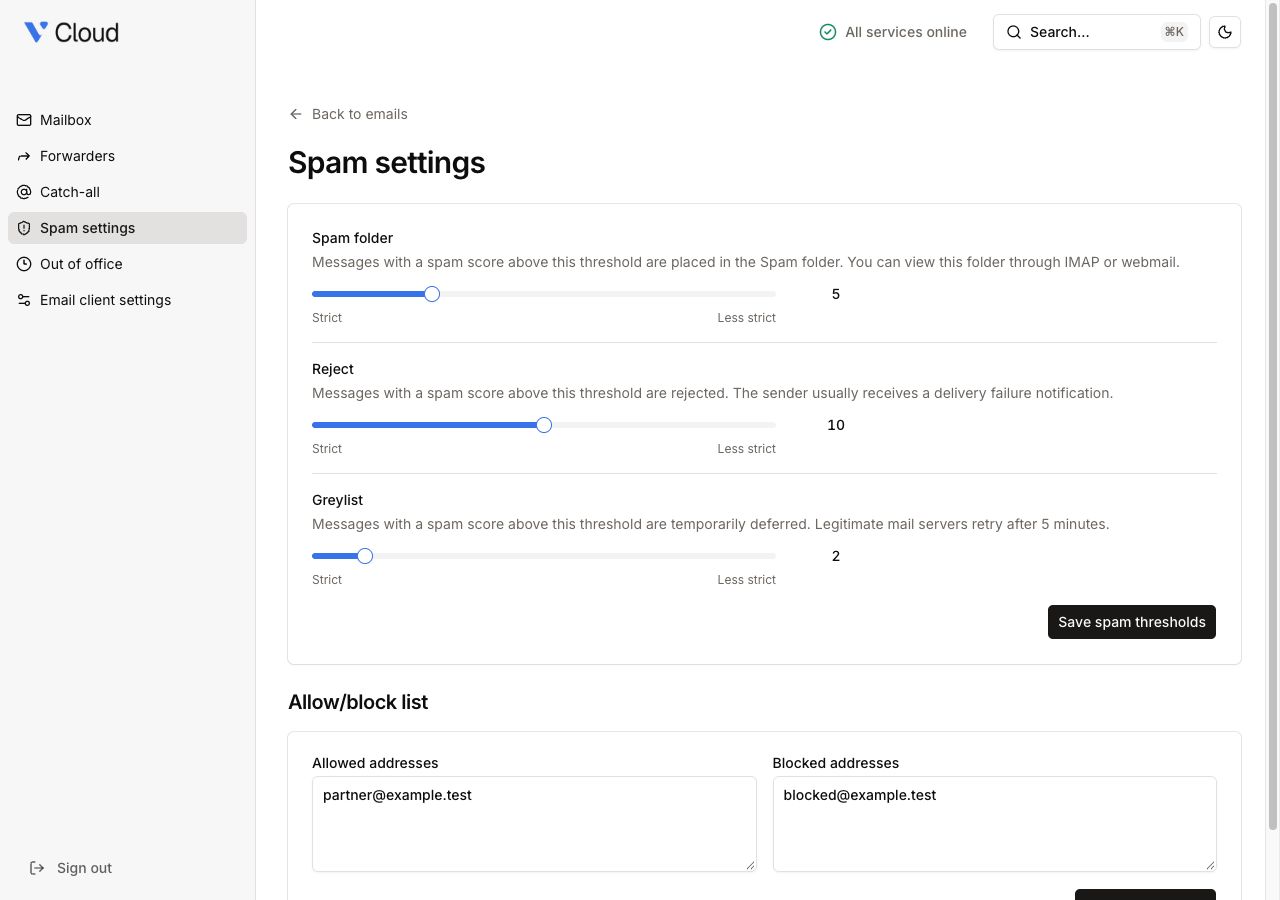 Cloud
All services online
Search...
⌘K
Mailbox
Forwarders
Catch-all
Spam settings
Out of office
Email client settings
Sign out
Back to emails
Spam settings
Spam folder
Messages with a spam score above this threshold are placed in the Spam folder. You can view this folder through IMAP or webmail.
5
Strict
Less strict
Reject
Messages with a spam score above this threshold are rejected. The sender usually receives a delivery failure notification.
10
Strict
Less strict
Greylist
Messages with a spam score above this threshold are temporarily deferred. Legitimate mail servers retry after 5 minutes.
2
Strict
Less strict
Save spam thresholds
Allow/block list
Allowed addresses
partner@example.test
Blocked addresses
blocked@example.test